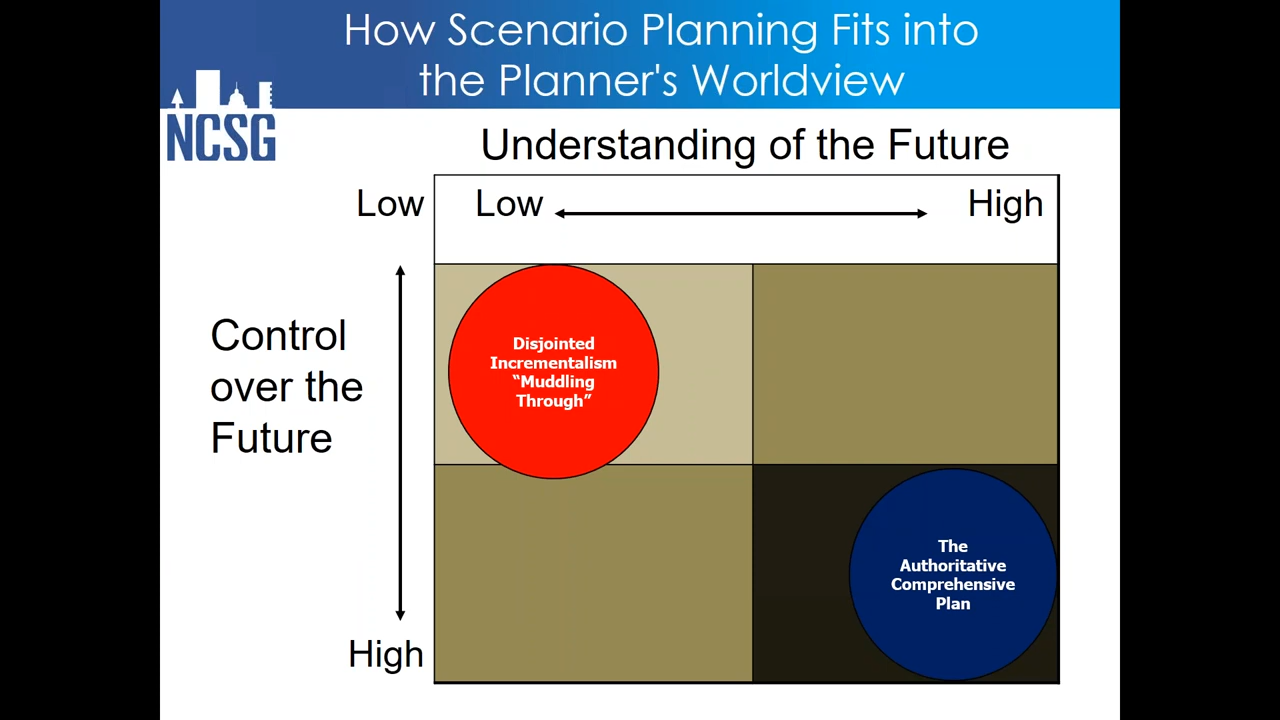 How Scenario Planning Fits into
the Planner's Worldview
NCSG
Understanding of the Future
Low
Low
High
Control
over the
Future
Disjointed
Incrementalism
“Muddling
Through”
The
Authoritative
Comprehensive
Plan
High